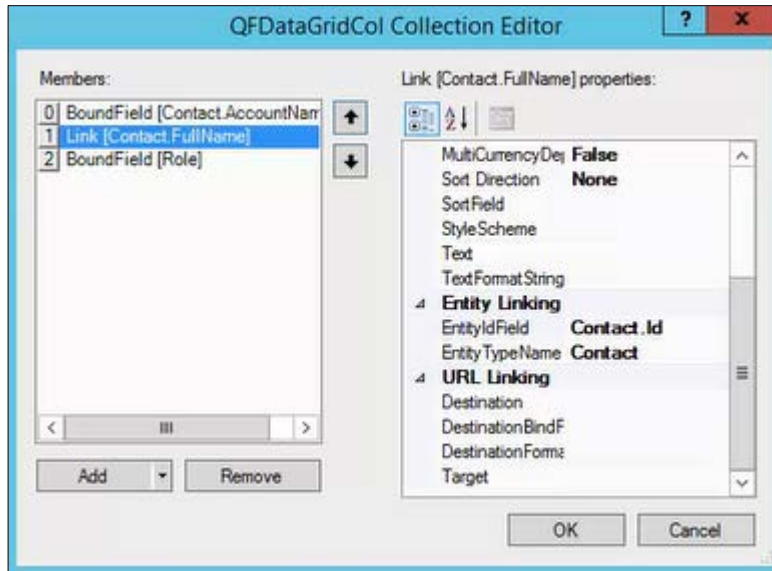 QFDataGridCol Collection Editor
?
x
Members:
0 BoundField [Contact.AccountNam
1 Link [Contact.FullName]
2 BoundField [Role]
Add
Remove
Link [Contact.FullName] properties:
MultiCurrencyDep False
Sort Direction None
SortField
StyleScheme
Text
TextFormatString
Entity Linking
EntityIdField Contact.Id
EntityTypeName Contact
URL Linking
Destination
DestinationBindF
DestinationForma
Target
OK
Cancel